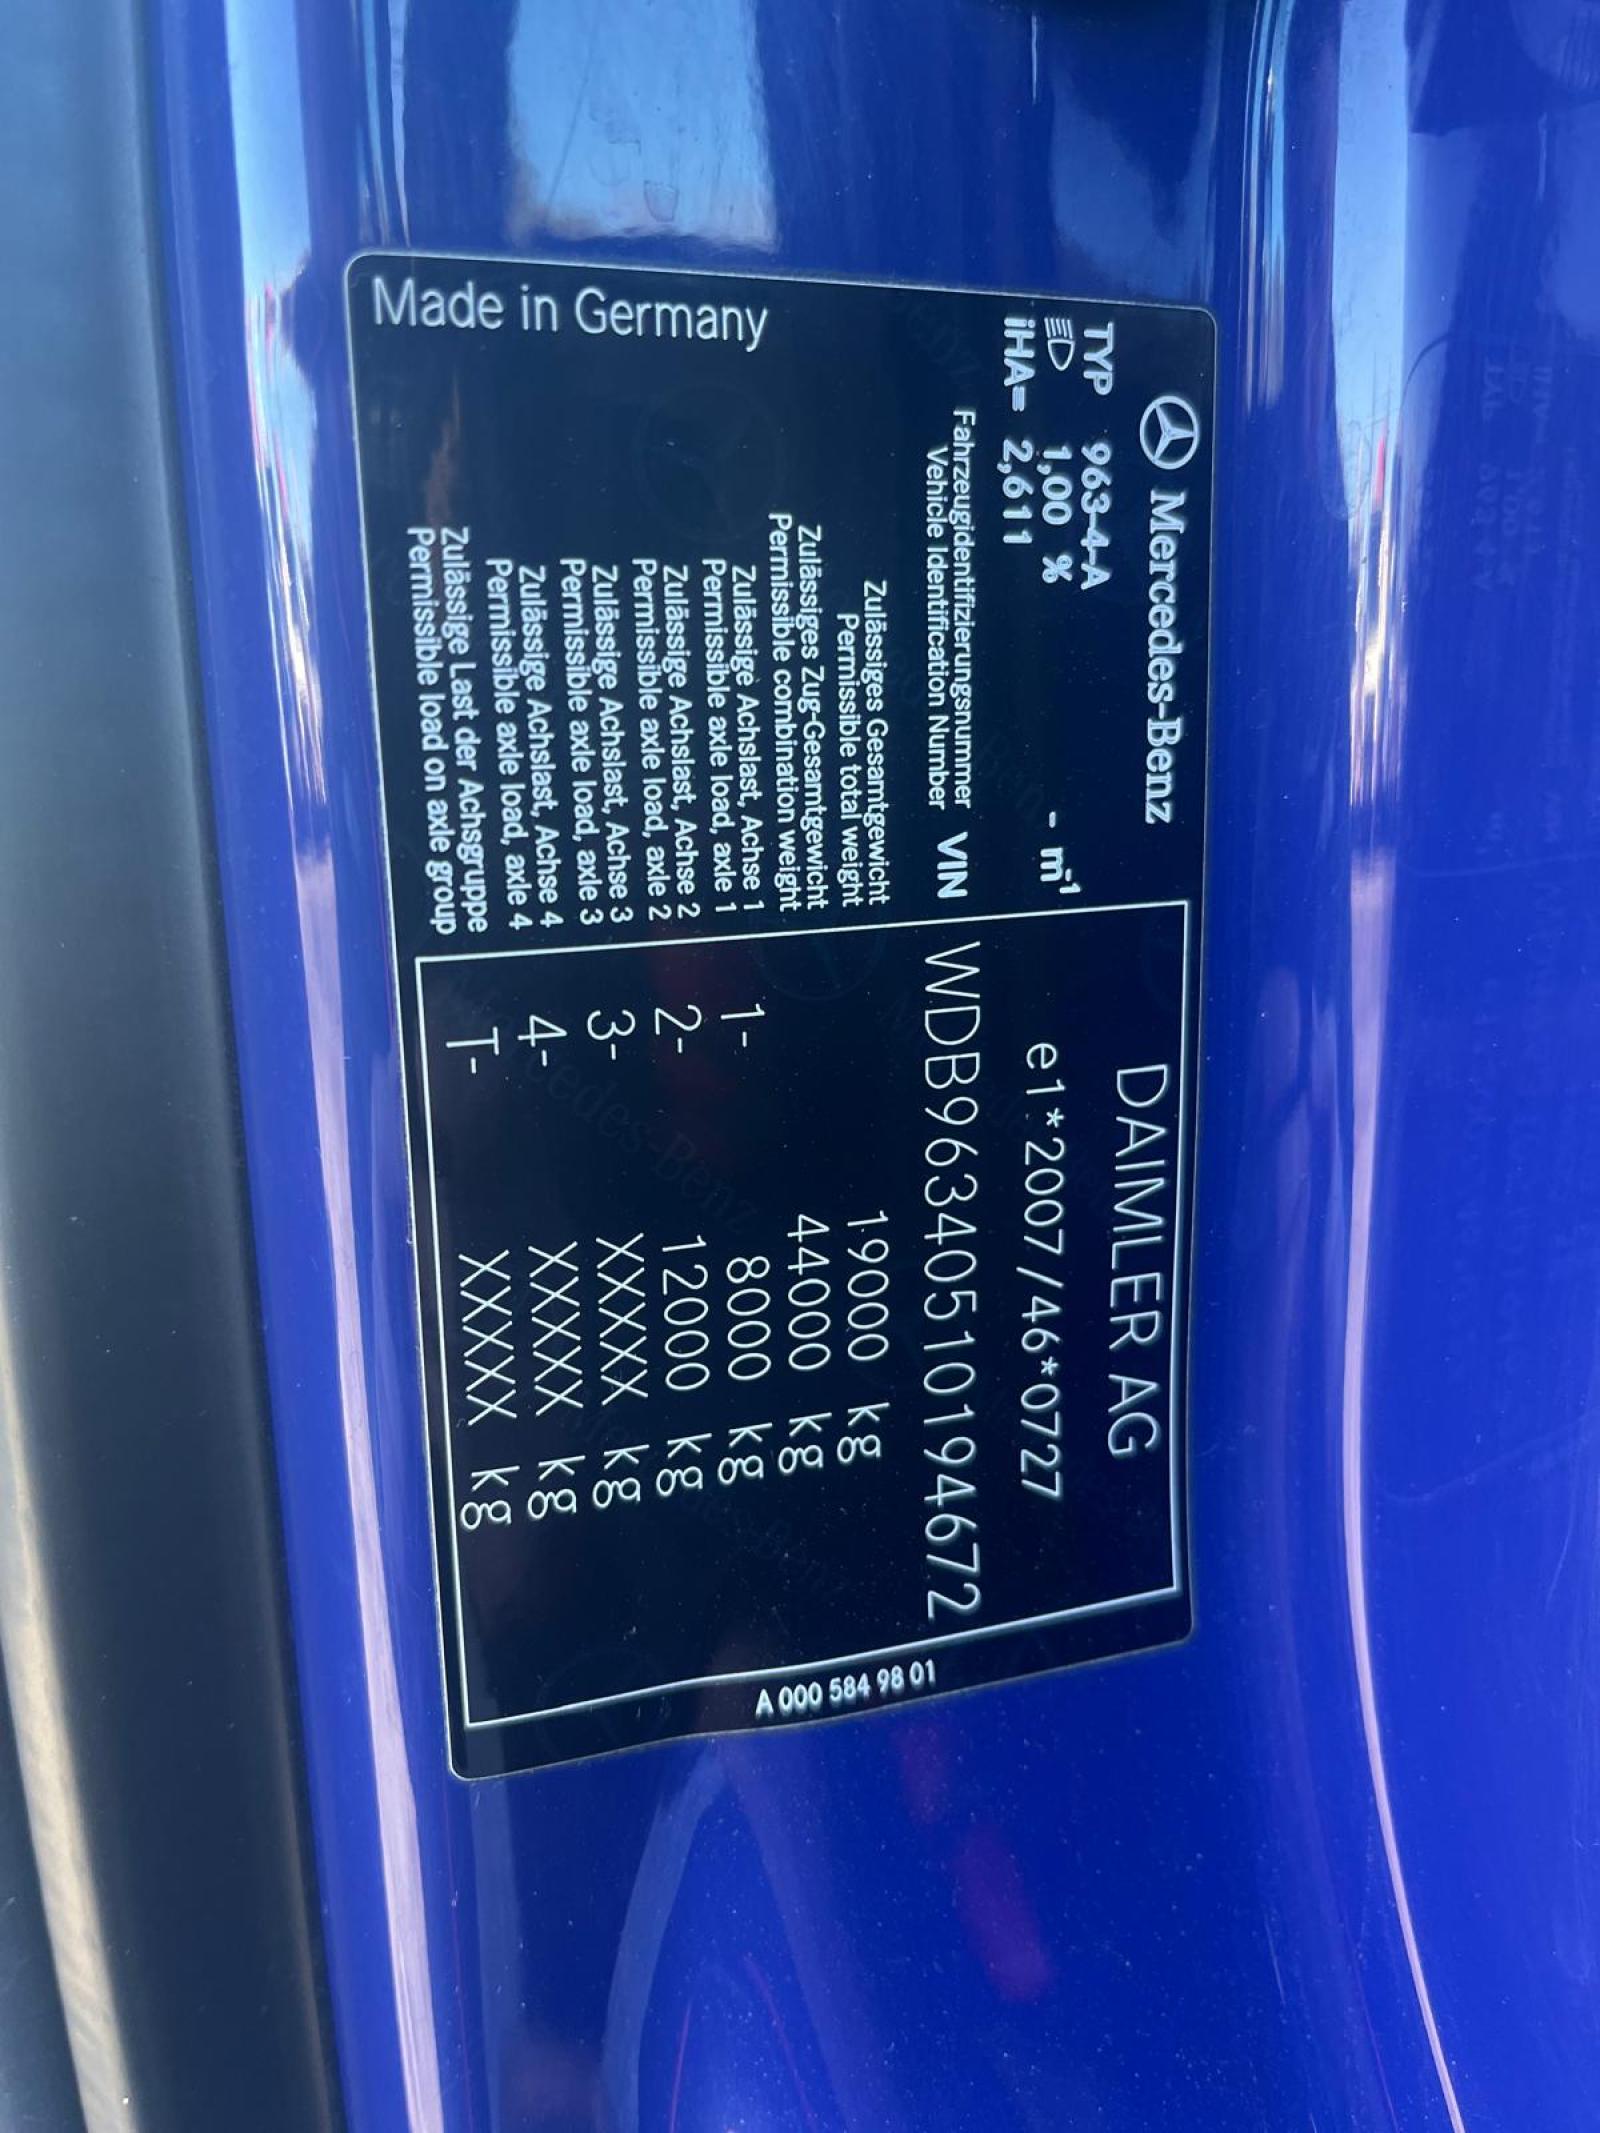 Mercedes-Benz
DAIMLER AG
TYP 963-4-A
1,00 % - m-1
e1*2007/46*0727
iHA= 2,611
Fahrzeugidentifizierungsnummer
Vehicle Identification Number VIN WDB96340510194672
Zulässiges Gesamtgewicht
Permissible total weight 19000 kg
Zulässiges Zug-Gesamtgewicht
Permissible combination weight 44000 kg
Zulässige Achslast, Achse 1
Permissible axle load, axle 1 1- 8000 kg
Zulässige Achslast, Achse 2
Permissible axle load, axle 2 2- 12000 kg
Zulässige Achslast, Achse 3
Permissible axle load, axle 3 3- XXXXX kg
Zulässige Achslast, Achse 4
Permissible axle load, axle 4 4- XXXXX kg
Zulässige Last der Achsgruppe
Permissible load on axle group T- XXXXX kg
Made in Germany
A 000 584 98 01